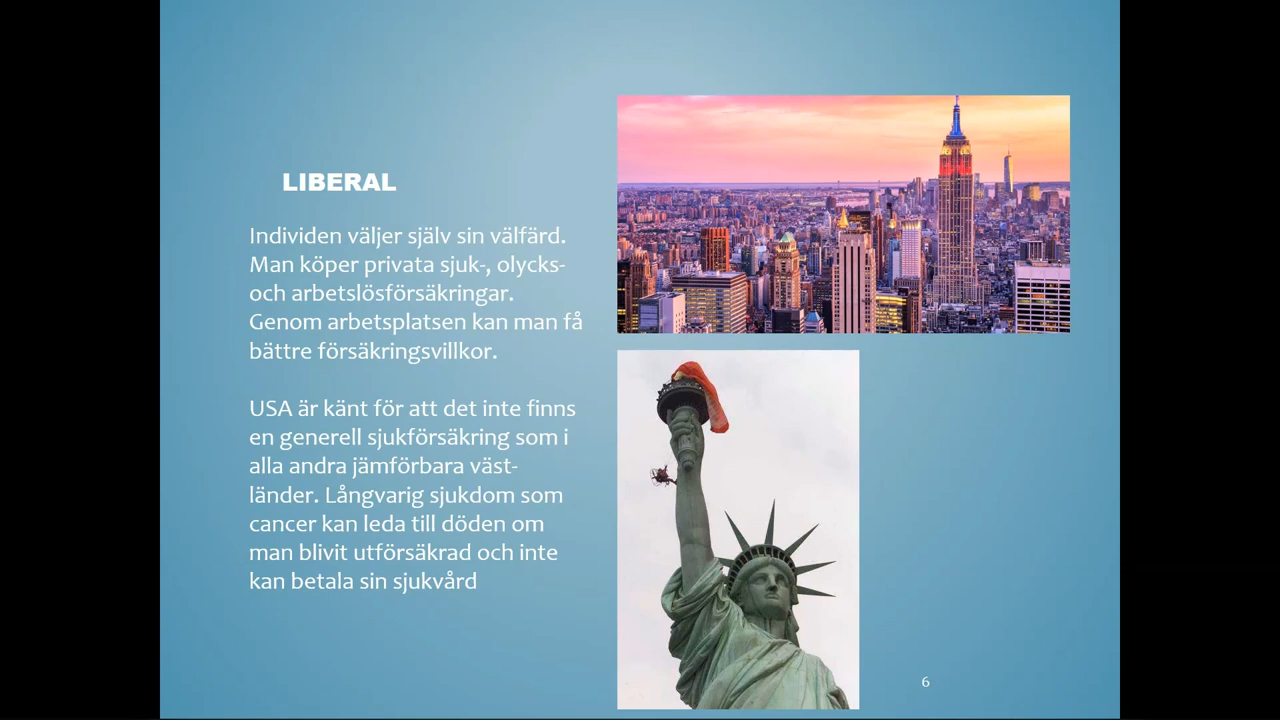 LIBERAL
Individen väljer själv sin välfärd.
Man köper privata sjuk-, olycks-
och arbetslösförsäkringar.
Genom arbetsplatsen kan man få
bättre försäkringsvillkor.
USA är känt för att det inte finns
en generell sjukförsäkring som i
alla andra jämförbara väst-
länder. Långvarig sjukdom som
cancer kan leda till döden om
man blivit utförsäkrad och inte
kan betala sin sjukvård
6